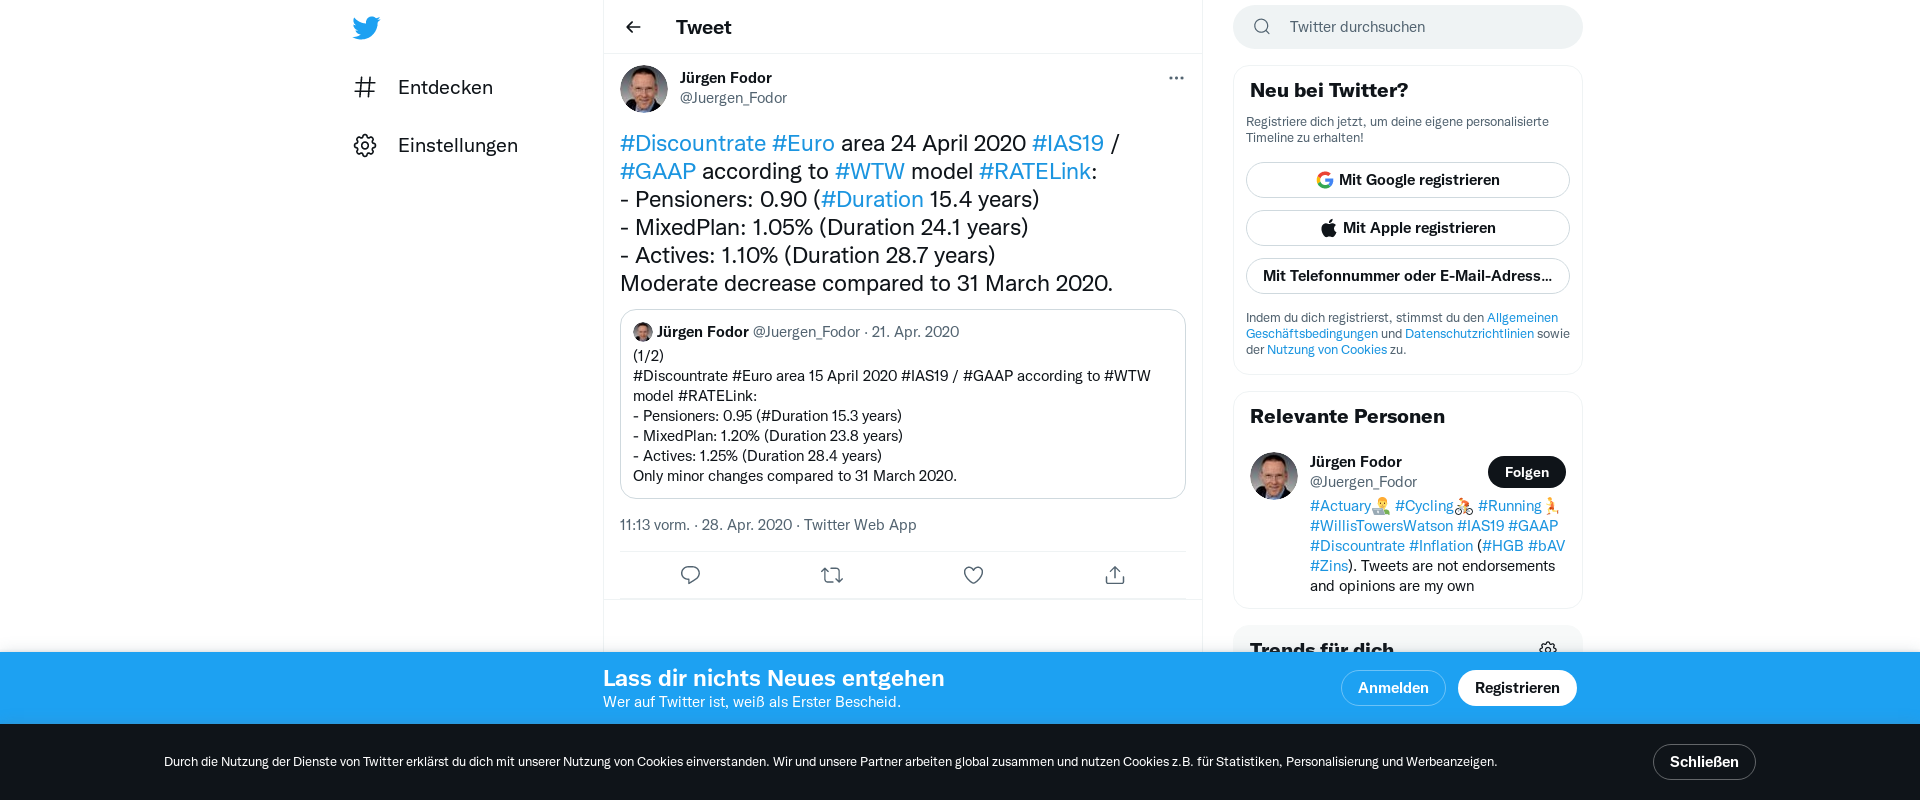 Entdecken
Einstellungen
Tweet
Jürgen Fodor
@Juergen_Fodor
#Discountrate #Euro area 24 April 2020 #IAS19 /
#GAAP according to #WTW model #RATELink:
- Pensioners: 0.90 (#Duration 15.4 years)
- MixedPlan: 1.05% (Duration 24.1 years)
- Actives: 1.10% (Duration 28.7 years)
Moderate decrease compared to 31 March 2020.
Jürgen Fodor @Juergen_Fodor · 21. Apr. 2020
(1/2)
#Discountrate #Euro area 15 April 2020 #IAS19 / #GAAP according to #WTW
model #RATELink:
- Pensioners: 0.95 (#Duration 15.3 years)
- MixedPlan: 1.20% (Duration 23.8 years)
- Actives: 1.25% (Duration 28.4 years)
Only minor changes compared to 31 March 2020.
11:13 vorm. · 28. Apr. 2020 · Twitter Web App
Twitter durchsuchen
Neu bei Twitter?
Registriere dich jetzt, um deine eigene personalisierte
Timeline zu erhalten!
Mit Google registrieren
Mit Apple registrieren
Mit Telefonnummer oder E-Mail-Adress...
Indem du dich registrierst, stimmst du den Allgemeinen
Geschäftsbedingungen und Datenschutzrichtlinien sowie
der Nutzung von Cookies zu.
Relevante Personen
Jürgen Fodor
@Juergen_Fodor
Folgen
#Actuary #Cycling #Running
#WillisTowersWatson #IAS19 #GAAP
#Discountrate #Inflation (#HGB #bAV
#Zins). Tweets are not endorsements
and opinions are my own
Trends für dich
Lass dir nichts Neues entgehen
Wer auf Twitter ist, weiß als Erster Bescheid.
Anmelden
Registrieren
Durch die Nutzung der Dienste von Twitter erklärst du dich mit unserer Nutzung von Cookies einverstanden. Wir und unsere Partner arbeiten global zusammen und nutzen Cookies z.B. für Statistiken, Personalisierung und Werbeanzeigen.
Schließen